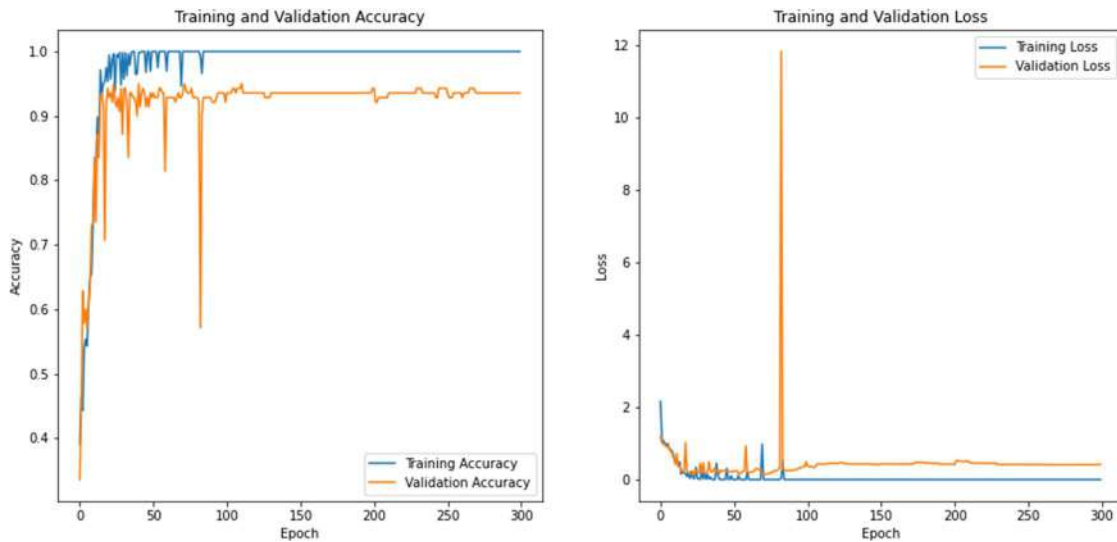 Training and Validation Accuracy
1.0
0.9
0.8
0.7
0.6
0.5
0.4
Accuracy
Training Accuracy
Validation Accuracy
0 50 100 150 200 250 300
Epoch
Training and Validation Loss
12
10
8
6
4
2
0
Loss
Training Loss
Validation Loss
0 50 100 150 200 250 300
Epoch